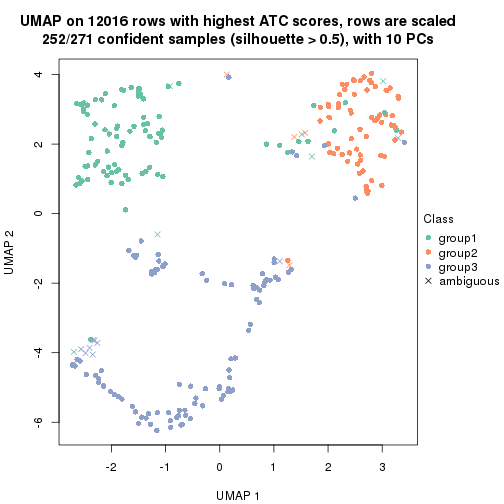 UMAP on 12016 rows with highest ATC scores, rows are scaled
252/271 confident samples (silhouette > 0.5), with 10 PCs
4
2
0
-2
-4
-6
UMAP 2
-2
-1
0
1
2
3
UMAP 1
Class
group1
group2
group3
ambiguous